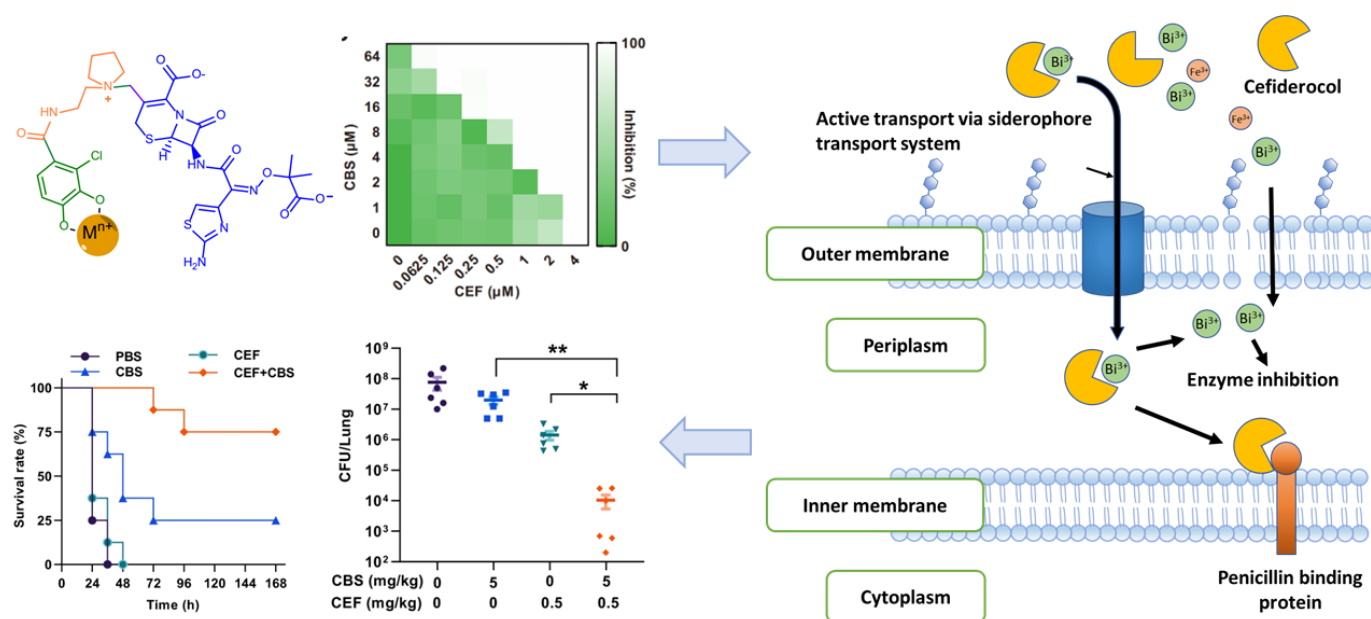 N
+
O
O-
HN
O
N
O
S
H
HN
O
Cl
O
O
Mn+
N
O
O
O-
S
N
H2N
CBS (µM)
64
32
16
8
4
2
1
0
0
0.0625
0.125
0.25
0.5
1
2
4
CEF (µM)
100
Inhibition (%)
0
Bi3+
Bi3+
Fe3+
Bi3+
Cefiderocol
Fe3+
Bi3+
Active transport via siderophore
transport system
Outer membrane
Periplasm
Bi3+
Bi3+
Bi3+
Enzyme inhibition
Inner membrane
Cytoplasm
Penicillin binding
protein
PBS
CEF
CBS
CEF+CBS
Survival rate (%)
100
75
50
25
0
0 24 48 72 96 120 144 168
Time (h)
CFU/Lung
10⁹
10⁸
10⁷
10⁶
10⁵
10⁴
10³
10²
**
*
CBS (mg/kg) 0 5 0 5
CEF (mg/kg) 0 0 0.5 0.5